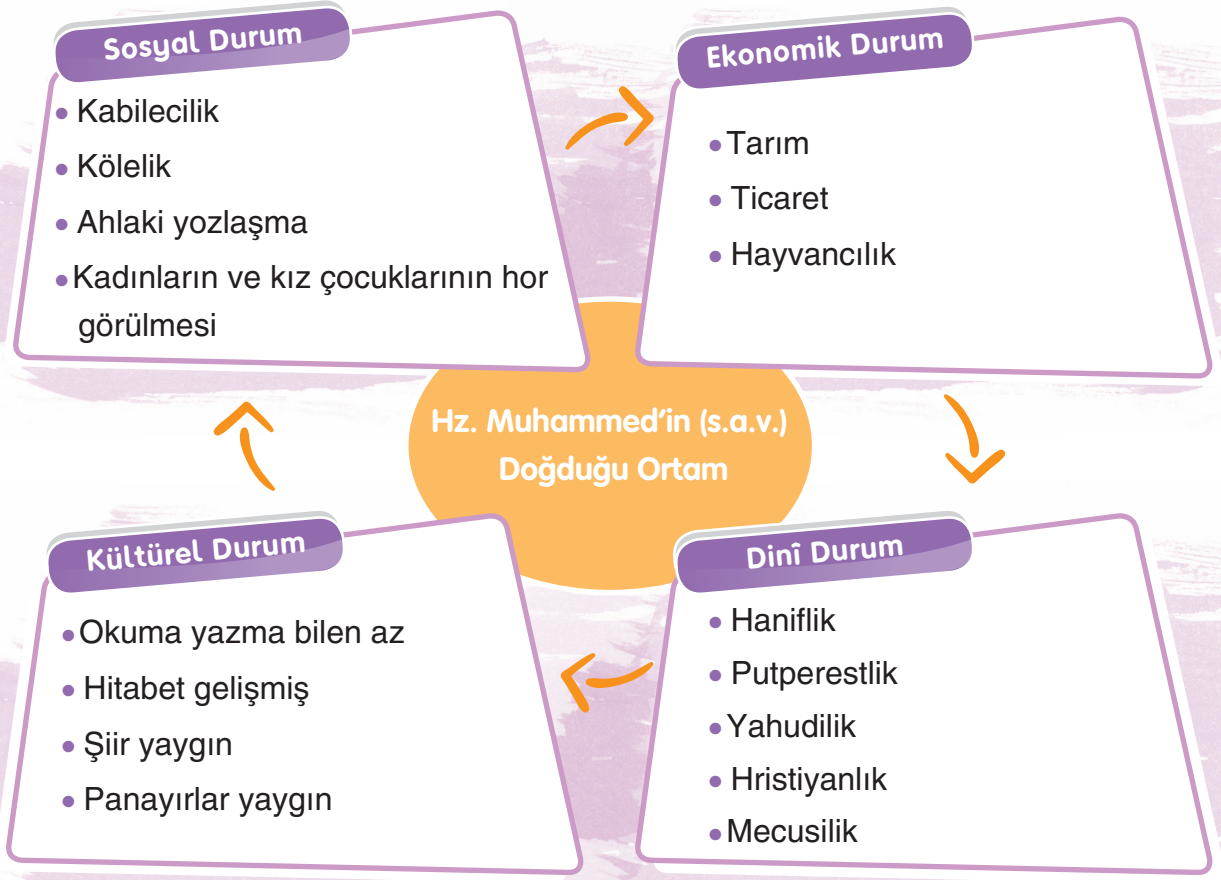 Sosyal Durum
• Kabilecilik
• Kölelik
• Ahlaki yozlaşma
• Kadınların ve kız çocuklarının hor
görülmesi
Ekonomik Durum
• Tarım
• Ticaret
• Hayvancılık
Hz. Muhammed’in (s.a.v.)
Doğduğu Ortam
Kültürel Durum
• Okuma yazma bilen az
• Hitabet gelişmiş
• Şiir yaygın
• Panayırlar yaygın
Dinî Durum
• Haniflik
• Putperestlik
• Yahudilik
• Hristiyanlık
• Mecusilik